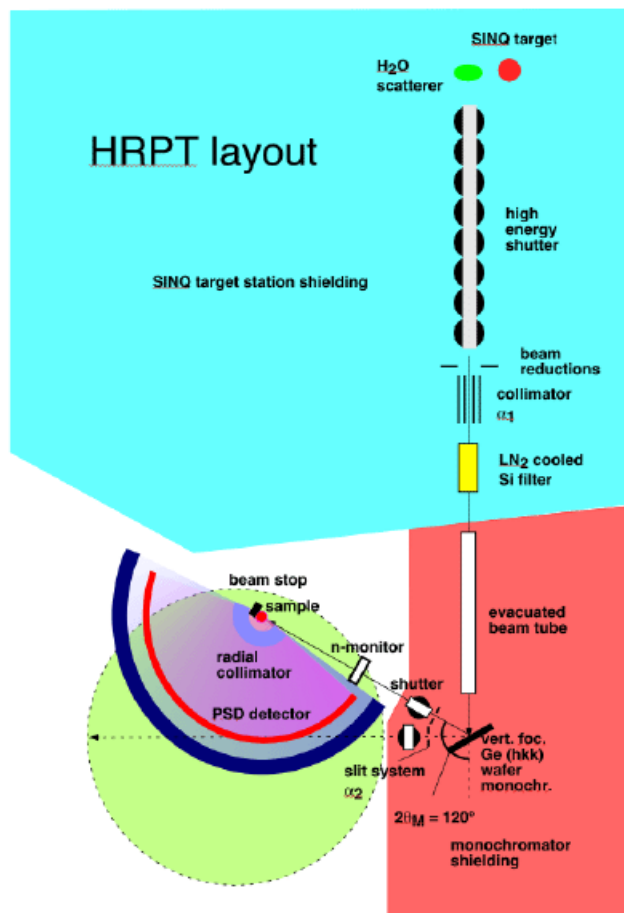 SINQ target
H2O
scatterer
HRPT layout
high
energy
shutter
SINQ target station shielding
beam
reductions
collimator
α1
LN2 cooled
Si filter
beam stop
sample
evacuated
beam tube
n-monitor
radial
collimator
shutter
PSD detector
vert. foc.
Ge (hkk)
wafer
monochr.
slit system
α2
2θM = 120°
monochromator
shielding